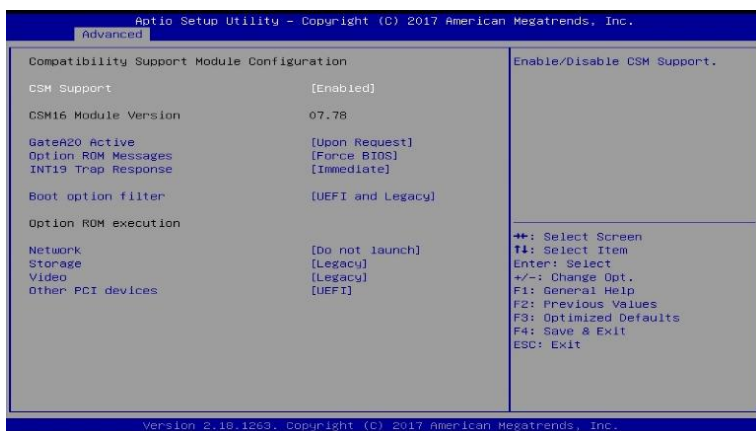 Aptio Setup Utility – Copyright (C) 2017 American Megatrends, Inc.
Advanced
Compatibility Support Module Configuration
CSM Support [Enabled]
CSM16 Module Version 07.78
GateA20 Active [Upon Request]
Option ROM Messages [Force BIOS]
INT19 Trap Response [Immediate]
Boot option filter [UEFI and Legacy]
Option ROM execution
Network [Do not launch]
Storage [Legacy]
Video [Legacy]
Other PCI devices [UEFI]
Enable/Disable CSM Support.
→←: Select Screen
↑↓: Select Item
Enter: Select
+/-: Change Opt.
F1: General Help
F2: Previous Values
F3: Optimized Defaults
F4: Save & Exit
ESC: Exit
Version 2.18.1263. Copyright (C) 2017 American Megatrends, Inc.